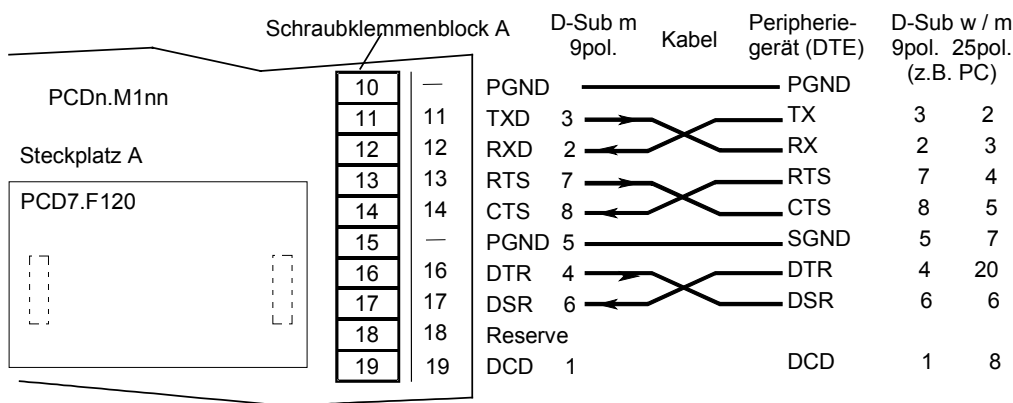 Schraubklemmenblock A D-Sub m Kabel Peripherie- D-Sub w / m
9pol. gerät (DTE) 9pol. 25pol.
(z.B. PC)
PCDn.M1nn
Steckplatz A
PCD7.F120
10 — PGND PGND
11 11 TXD 3 TX 3 2
12 12 RXD 2 RX 2 3
13 13 RTS 7 RTS 7 4
14 14 CTS 8 CTS 8 5
15 — PGND 5 SGND 5 7
16 16 DTR 4 DTR 4 20
17 17 DSR 6 DSR 6 6
18 18 Reserve
19 19 DCD 1 DCD 1 8